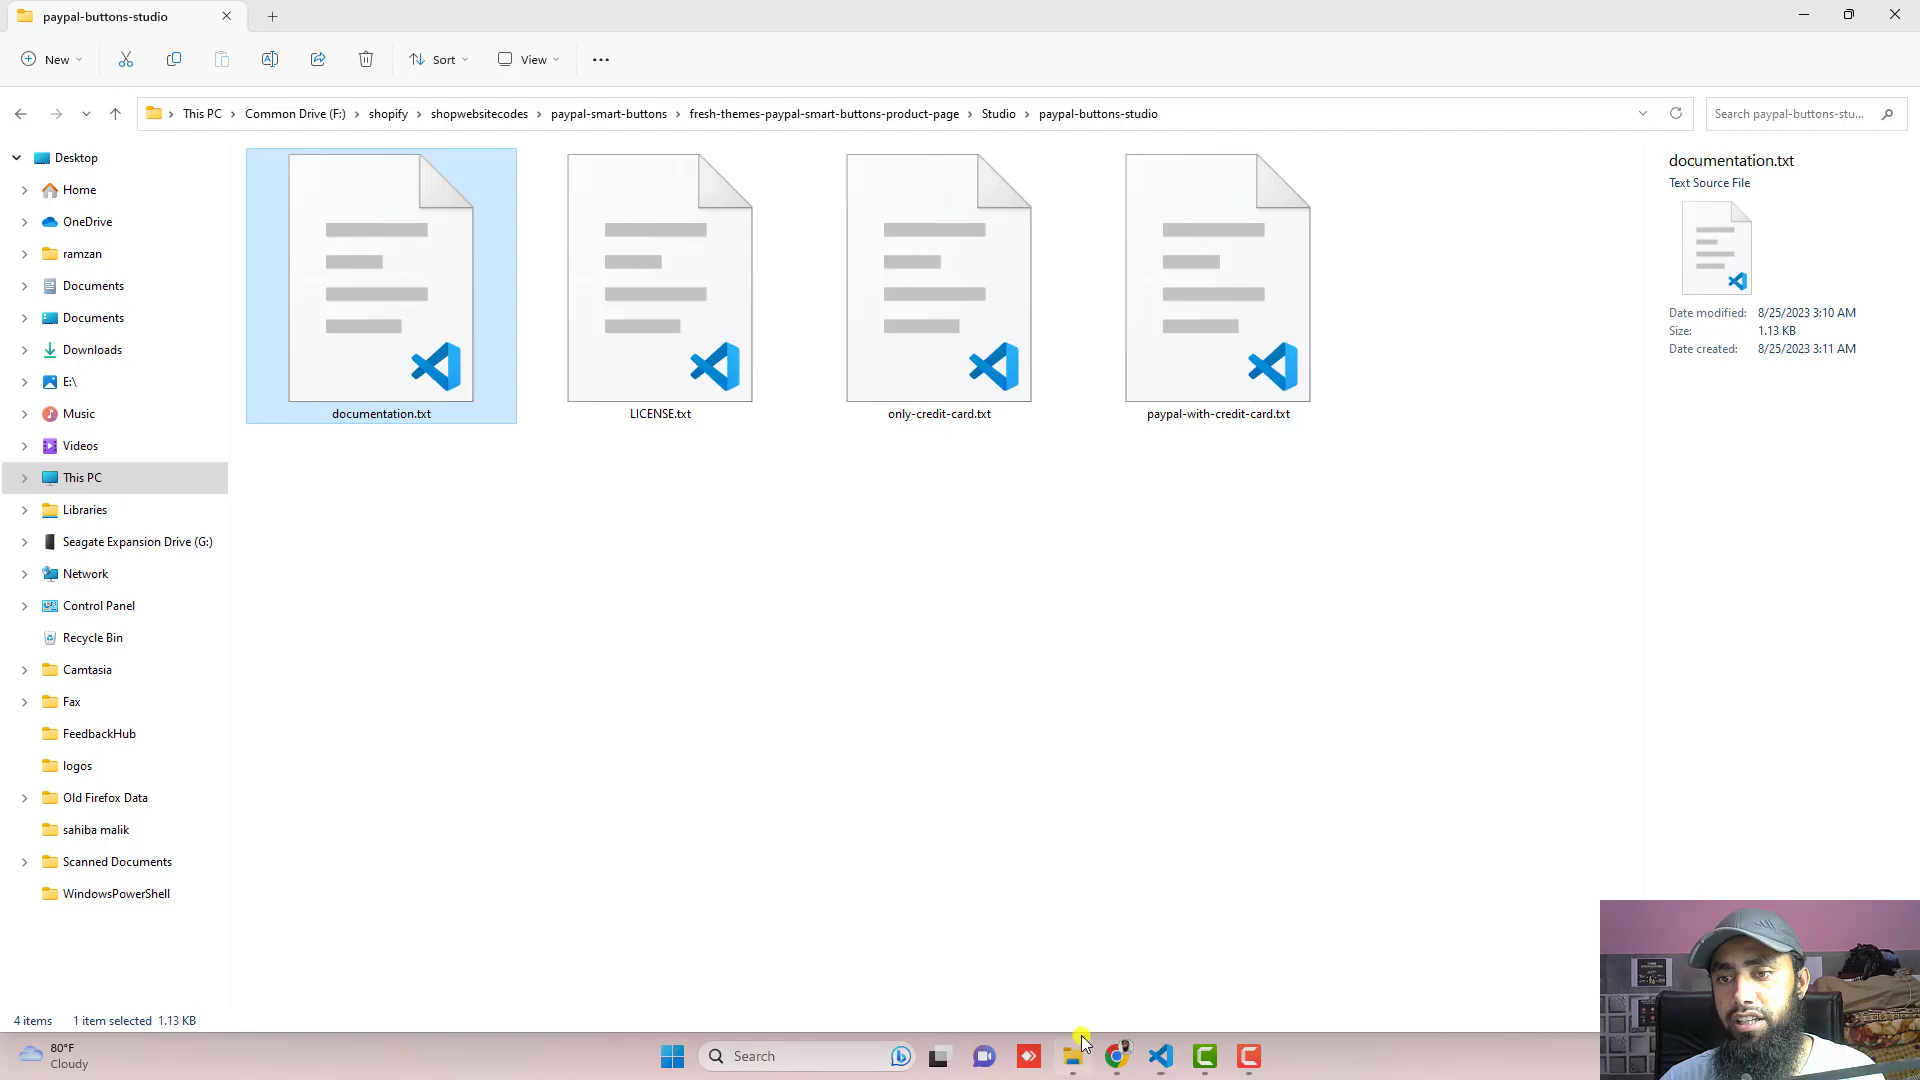 paypal-buttons-studio
New
Sort
View
This PC
Common Drive (F:)
shopify
shopwebsitecodes
paypal-smart-buttons
fresh-themes-paypal-smart-buttons-product-page
Studio
paypal-buttons-studio
Search paypal-buttons-stu...
Desktop
Home
OneDrive
ramzan
Documents
Documents
Downloads
E:\
Music
Videos
This PC
Libraries
Seagate Expansion Drive (G:)
Network
Control Panel
Recycle Bin
Camtasia
Fax
FeedbackHub
logos
Old Firefox Data
sahiba malik
Scanned Documents
WindowsPowerShell
documentation.txt
LICENSE.txt
only-credit-card.txt
paypal-with-credit-card.txt
documentation.txt
Text Source File
Date modified: 8/25/2023 3:10 AM
Size: 1.13 KB
Date created: 8/25/2023 3:11 AM
4 items
1 item selected 1.13 KB
80°F
Cloudy
Search